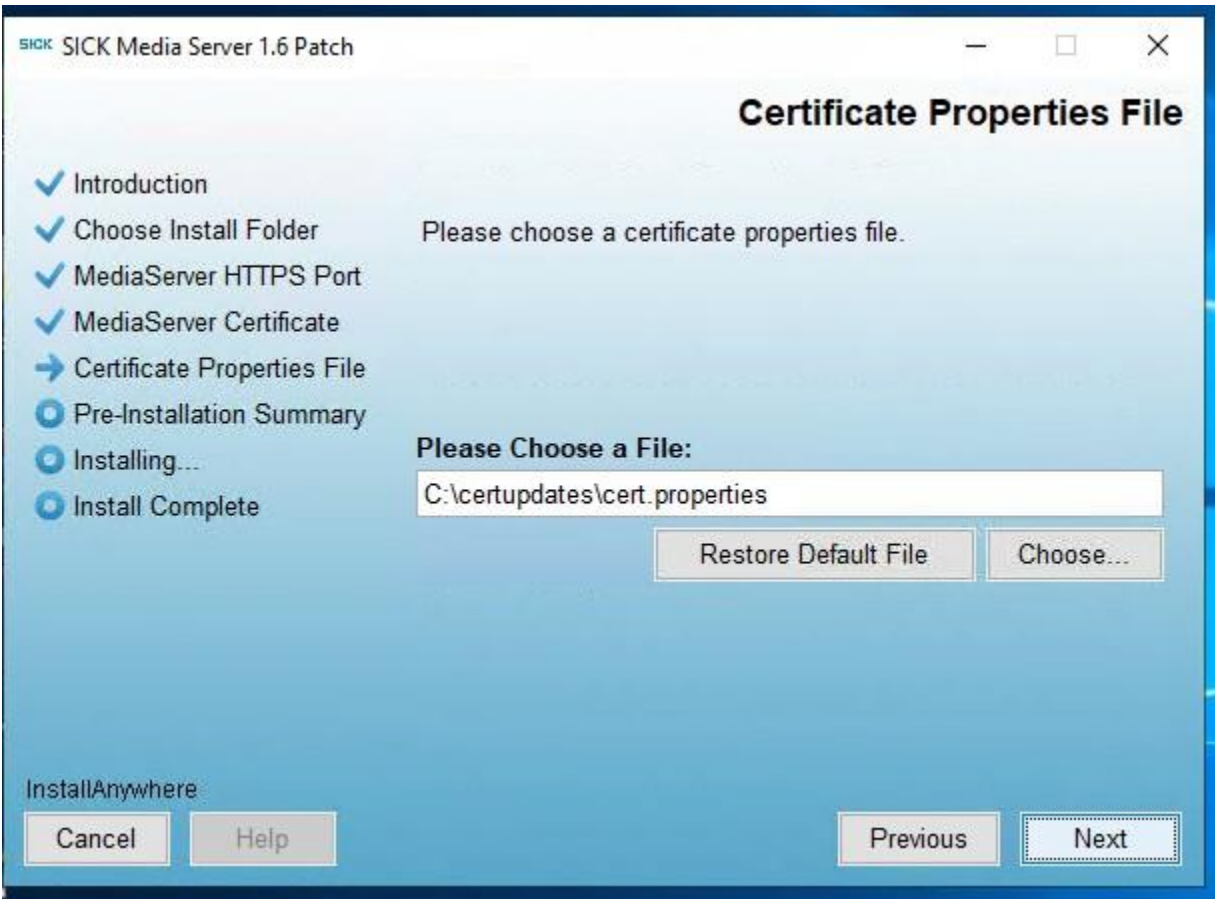 SICK SICK Media Server 1.6 Patch
Certificate Properties File
Introduction
Choose Install Folder
MediaServer HTTPS Port
MediaServer Certificate
Certificate Properties File
Pre-Installation Summary
Installing...
Install Complete
Please choose a certificate properties file.
Please Choose a File:
C:\certupdates\cert.properties
Restore Default File Choose...
InstallAnywhere
Cancel Help Previous Next